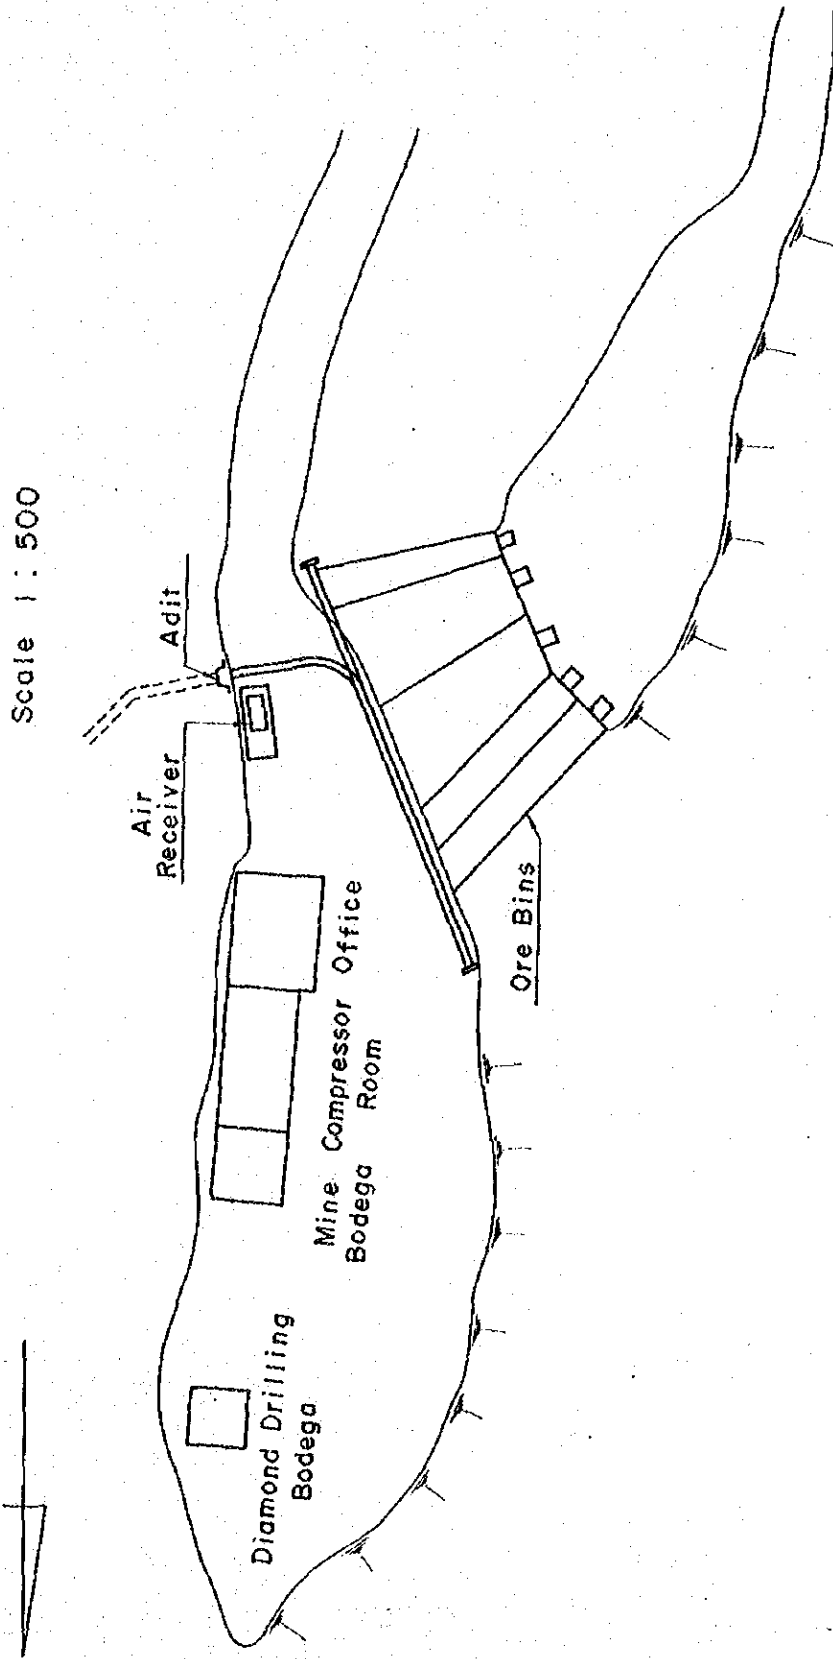 Scale 1 : 500
Adit
Air
Receiver
Mine Compressor Office
Bodega Room
Diamond Drilling
Bodega
Ore Bins